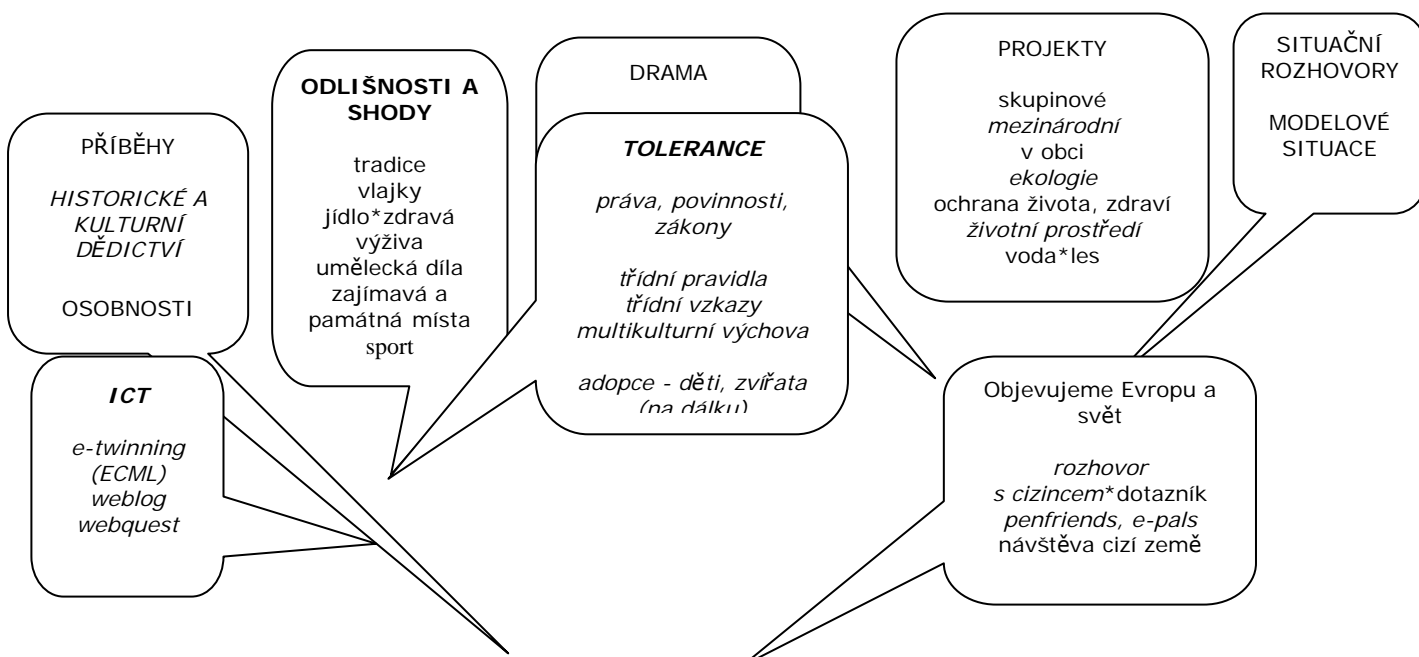 PŘÍBĚHY
HISTORICKÉ A
KULTURNÍ
DĚDICTVÍ
OSOBNOSTI
ICT
e-twinning
(ECML)
weblog
webquest
ODLIŠNOSTI A
SHODY
tradice
vlajky
jídlo*zdravá
výživa
umělecká díla
zajímavá a
památná místa
sport
DRAMA
TOLERANCE
práva, povinnosti,
zákony
třídní pravidla
třídní vzkazy
multikulturní výchova
adopce - děti, zvířata
(na dálku)
PROJEKTY
skupinové
mezinárodní
v obci
ekologie
ochrana života, zdraví
životní prostředí
voda*les
SITUAČNÍ
ROZHOVORY
MODELOVÉ
SITUACE
Objevujeme Evropu a
svět
rozhovor
s cizincem*dotazník
penfriends, e-pals
návštěva cizí země